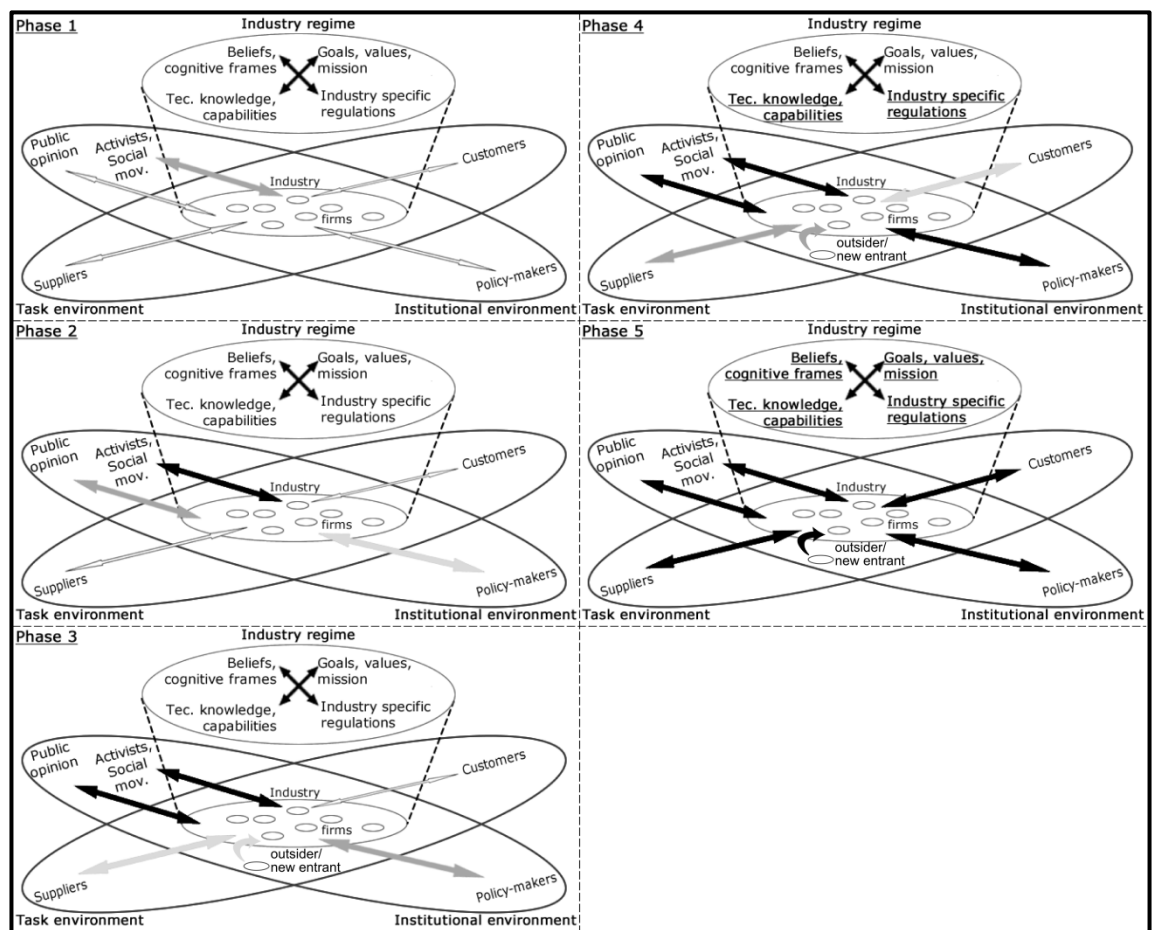 Phase 1
Industry regime
Beliefs,
cognitive frames
Goals, values,
mission
Tec. knowledge,
capabilities
Industry specific
regulations
Public
opinion
Activists,
Social
mov.
Customers
Industry
firms
Suppliers
Policy-makers
Task environment
Institutional environment
Phase 2
Industry regime
Beliefs,
cognitive frames
Goals, values,
mission
Tec. knowledge,
capabilities
Industry specific
regulations
Public
opinion
Activists,
Social
mov.
Customers
Industry
firms
Suppliers
Policy-makers
Task environment
Institutional environment
Phase 3
Industry regime
Beliefs,
cognitive frames
Goals, values,
mission
Tec. knowledge,
capabilities
Industry specific
regulations
Public
opinion
Activists,
Social
mov.
Customers
Industry
firms
outsider/
new entrant
Suppliers
Policy-makers
Task environment
Institutional environment
Phase 4
Industry regime
Beliefs,
cognitive frames
Goals, values,
mission
Tec. knowledge,
capabilities
Industry specific
regulations
Public
opinion
Activists,
Social
mov.
Customers
Industry
firms
outsider/
new entrant
Suppliers
Policy-makers
Task environment
Institutional environment
Phase 5
Industry regime
Beliefs,
cognitive frames
Goals, values,
mission
Tec. knowledge,
capabilities
Industry specific
regulations
Public
opinion
Activists,
Social
mov.
Customers
Industry
firms
outsider/
new entrant
Suppliers
Policy-makers
Task environment
Institutional environment